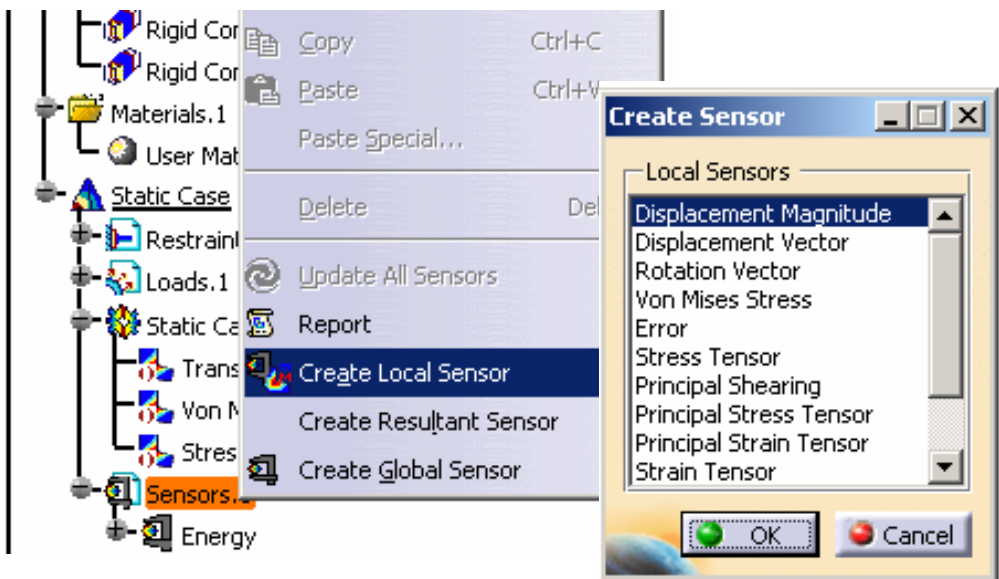 Rigid Cor
Rigid Cor
Materials.1
User Mat
Static Case
Restraint
Loads.1
Static Ca
Trans
Von M
Stres
Sensors.
Energy
Copy Ctrl+C
Paste Ctrl+V
Paste Special...
Delete Del
Update All Sensors
Report
Create Local Sensor
Create Resultant Sensor
Create Global Sensor
Create Sensor
Local Sensors
Displacement Magnitude
Displacement Vector
Rotation Vector
Von Mises Stress
Error
Stress Tensor
Principal Shearing
Principal Stress Tensor
Principal Strain Tensor
Strain Tensor
OK Cancel